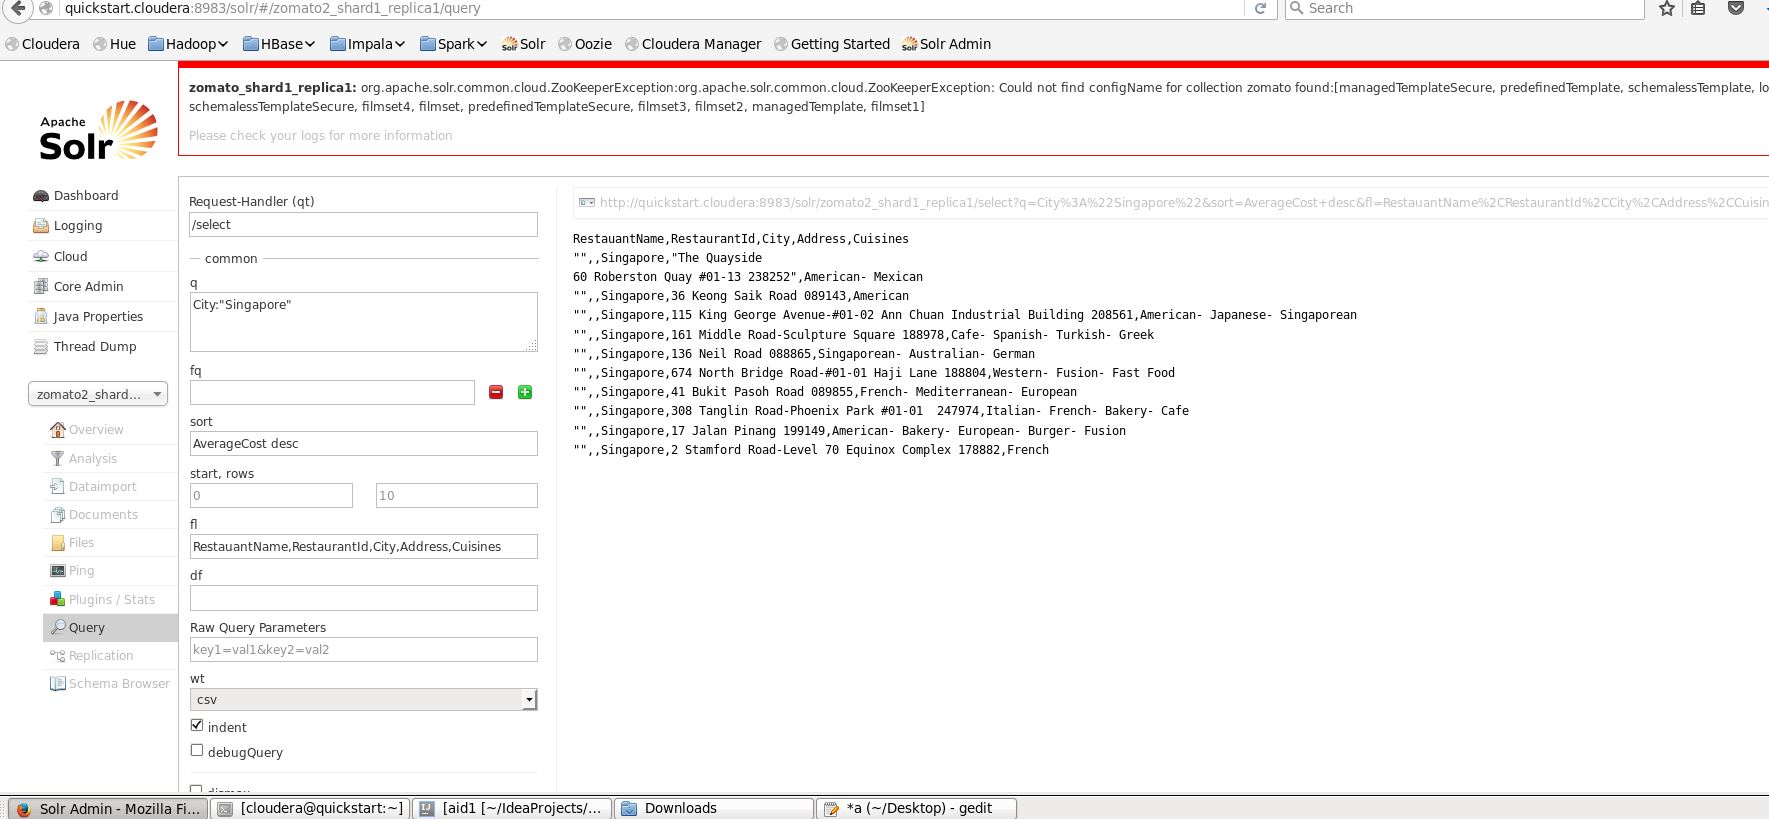 quickstart.cloudera:8983/solr/#/zomato2_shard1_replica1/query
Search
Cloudera
Hue
Hadoop
HBase
Impala
Spark
Solr
Oozie
Cloudera Manager
Getting Started
Solr Admin
zomato_shard1_replica1: org.apache.solr.common.cloud.ZooKeeperException:org.apache.solr.common.cloud.ZooKeeperException: Could not find configName for collection zomato found:[managedTemplateSecure, predefinedTemplate, schemalessTemplate, lo
schemalessTemplateSecure, filmset4, filmset, predefinedTemplateSecure, filmset3, filmset2, managedTemplate, filmset1]
Please check your logs for more information
Apache
Solr
Dashboard
Logging
Cloud
Core Admin
Java Properties
Thread Dump
zomato2_shard...
Overview
Analysis
Dataimport
Documents
Files
Ping
Plugins / Stats
Query
Replication
Schema Browser
Request-Handler (qt)
/select
common
q
City:"Singapore"
fq
sort
AverageCost desc
start, rows
0
10
fl
RestauantName,RestaurantId,City,Address,Cuisines
df
Raw Query Parameters
key1=val1&key2=val2
wt
csv
indent
debugQuery
http://quickstart.cloudera:8983/solr/zomato2_shard1_replica1/select?q=City%3A%22Singapore%22&sort=AverageCost+desc&fl=RestauantName%2CRestaurantId%2CCity%2CAddress%2CCuisin
RestauantName,RestaurantId,City,Address,Cuisines
"",,Singapore,"The Quayside
60 Roberston Quay #01-13 238252",American- Mexican
"",,Singapore,36 Keong Saik Road 089143,American
"",,Singapore,115 King George Avenue-#01-02 Ann Chuan Industrial Building 208561,American- Japanese- Singaporean
"",,Singapore,161 Middle Road-Sculpture Square 188978,Cafe- Spanish- Turkish- Greek
"",,Singapore,136 Neil Road 088865,Singaporean- Australian- German
"",,Singapore,674 North Bridge Road-#01-01 Haji Lane 188804,Western- Fusion- Fast Food
"",,Singapore,41 Bukit Pasoh Road 089855,French- Mediterranean- European
"",,Singapore,308 Tanglin Road-Phoenix Park #01-01  247974,Italian- French- Bakery- Cafe
"",,Singapore,17 Jalan Pinang 199149,American- Bakery- European- Burger- Fusion
"",,Singapore,2 Stamford Road-Level 70 Equinox Complex 178882,French
Solr Admin - Mozilla Fi...
[cloudera@quickstart:~]
[aid1 [~/IdeaProjects/...
Downloads
*a (~/Desktop) - gedit